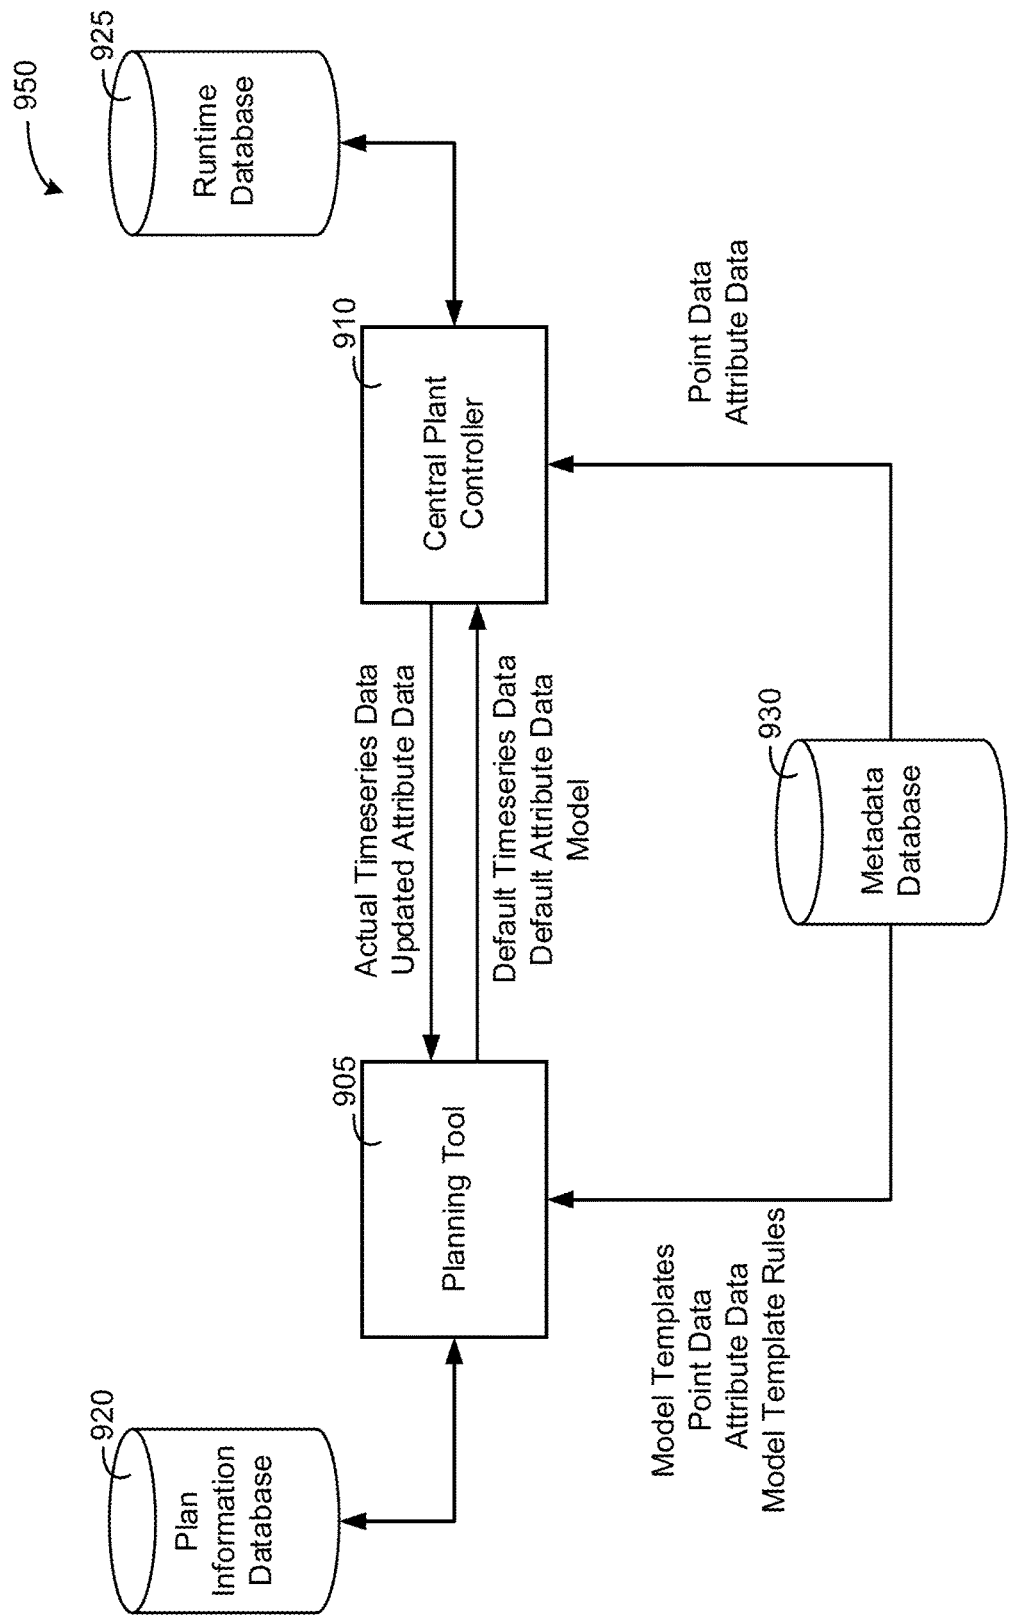 950
920
Plan
Information
Database
925
Runtime
Database
905
Planning Tool
Actual Timeseries Data
Updated Attribute Data
Default Timeseries Data
Default Attribute Data
Model
910
Central Plant
Controller
Model Templates
Point Data
Attribute Data
Model Template Rules
930
Metadata
Database
Point Data
Attribute Data